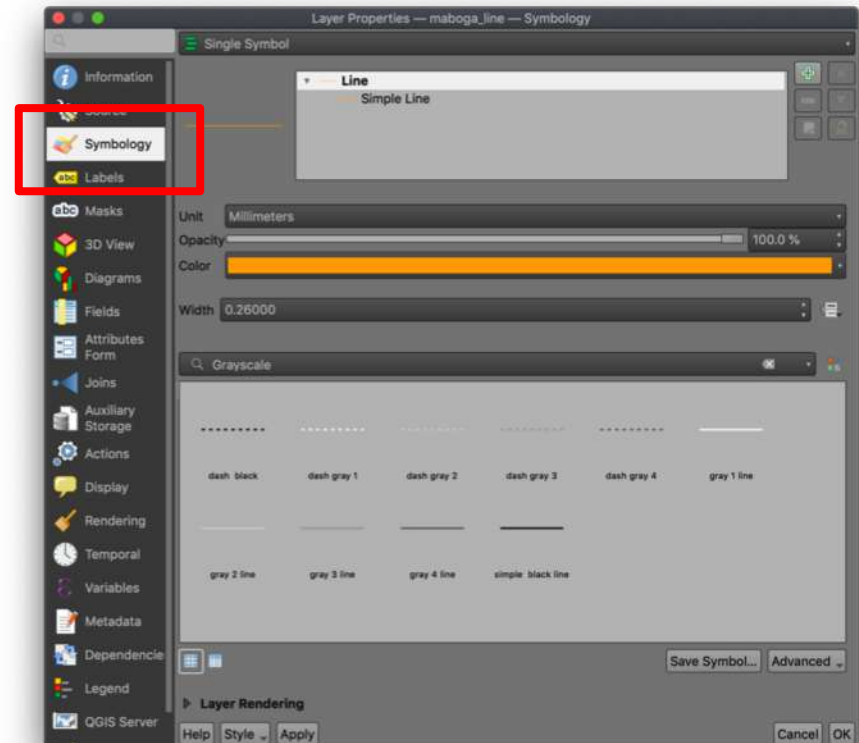 Layer Properties — maboga_line — Symbology
Single Symbol
Information
Source
Symbology
abc Labels
abc Masks
3D View
Diagrams
Fields
Attributes
Form
Joins
Auxiliary
Storage
Actions
Display
Rendering
Temporal
Variables
Metadata
Dependencie
Legend
QGIS Server
Line
Simple Line
Unit Millimeters
Opacity 100.0 %
Color
Width 0.26000
Grayscale
dash black dash gray 1 dash gray 2 dash gray 3 dash gray 4 gray 1 line
gray 2 line gray 3 line gray 4 line simple black line
Save Symbol... Advanced
Layer Rendering
Help Style Apply Cancel OK